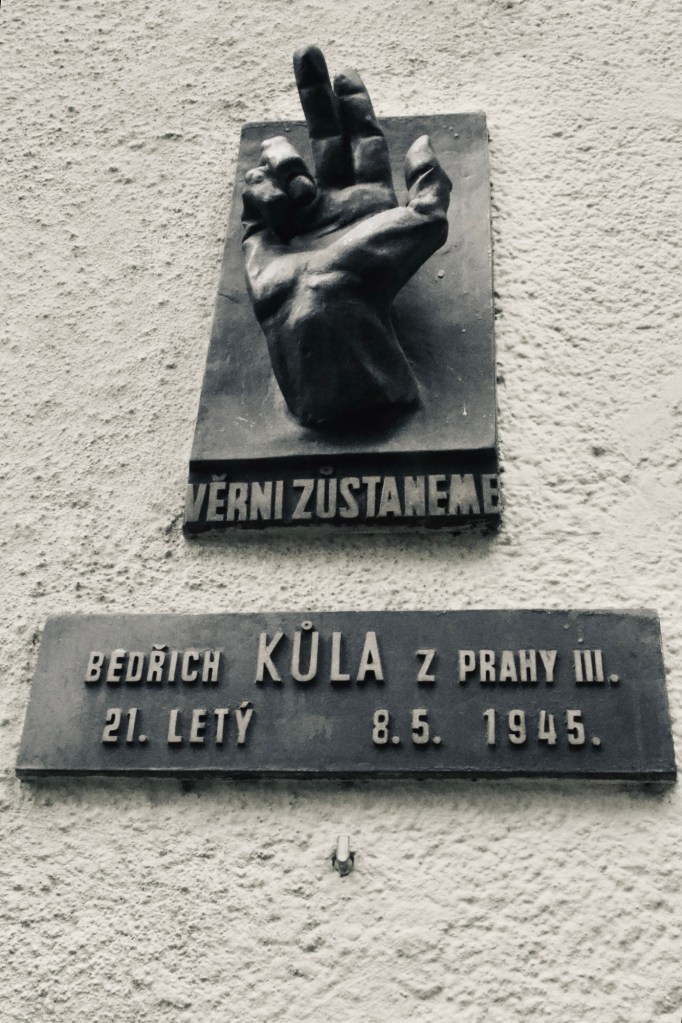 VĚRNI ZŮSTANEME
BEDŘICH KŮLA Z PRAHY III.
21. LETÝ 8.5. 1945.